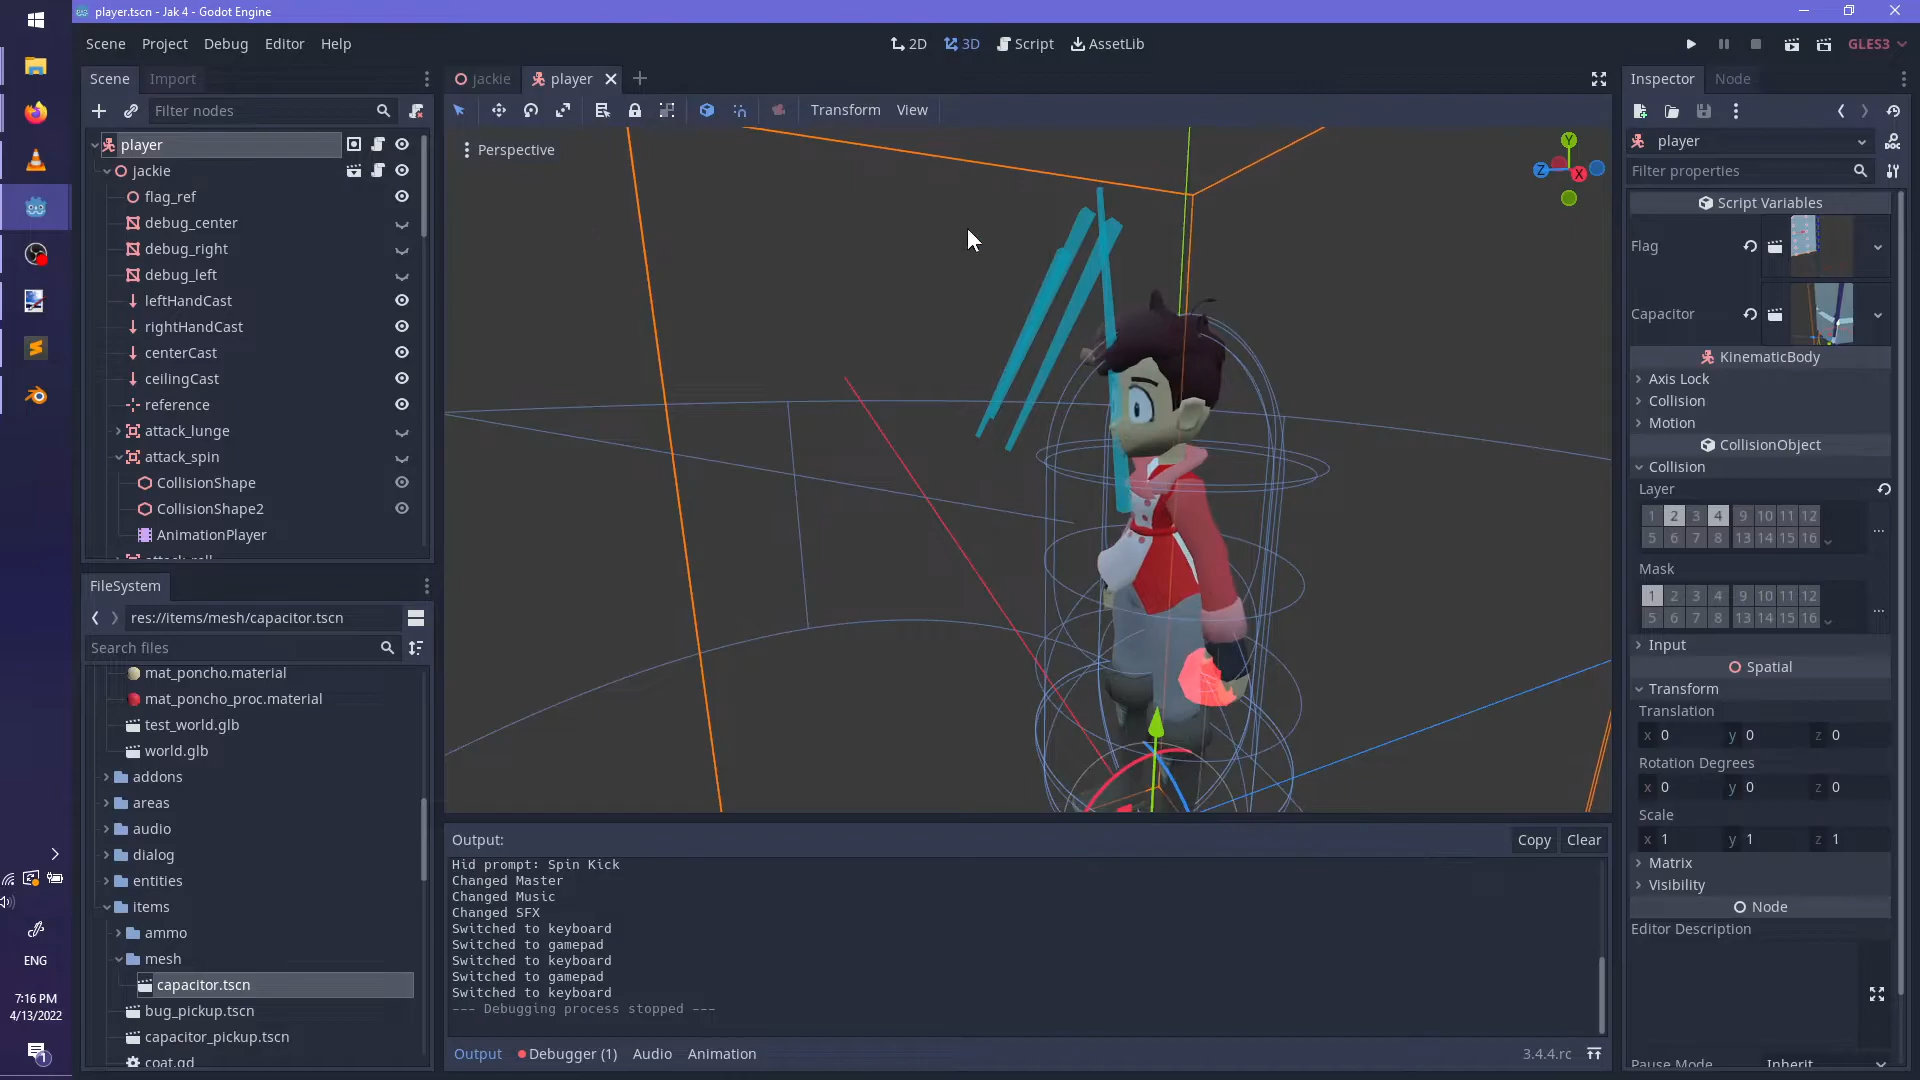 player.tscn - Jak 4 - Godot Engine
Scene Project Debug Editor Help
2D 3D Script AssetLib
GLES3
Scene Import
Filter nodes
player
jackie
flag_ref
debug_center
debug_right
debug_left
leftHandCast
rightHandCast
centerCast
ceilingCast
reference
attack_lunge
attack_spin
CollisionShape
CollisionShape2
AnimationPlayer
FileSystem
res://items/mesh/capacitor.tscn
Search files
mat_poncho.material
mat_poncho_proc.material
test_world.glb
world.glb
addons
areas
audio
dialog
entities
items
ammo
mesh
capacitor.tscn
bug_pickup.tscn
capacitor_pickup.tscn
coat.gd
jackie player
Transform View
Perspective
Y
Z
X
Output:
Copy Clear
Hid prompt: Spin Kick
Changed Master
Changed Music
Changed SFX
Switched to keyboard
Switched to gamepad
Switched to keyboard
Switched to gamepad
Switched to keyboard
--- Debugging process stopped ---
Output Debugger (1) Audio Animation
3.4.4.rc
Inspector Node
player
Filter properties
Script Variables
Flag
Capacitor
KinematicBody
Axis Lock
Collision
Motion
CollisionObject
Collision
Layer
1 2 3 4 9 10 11 12
5 6 7 8 13 14 15 16
Mask
1 2 3 4 9 10 11 12
5 6 7 8 13 14 15 16
Input
Spatial
Transform
Translation
x 0 y 0 z 0
Rotation Degrees
x 0 y 0 z 0
Scale
x 1 y 1 z 1
Matrix
Visibility
Node
Editor Description
Pause Mode Inherit
ENG
7:16 PM
4/13/2022
1